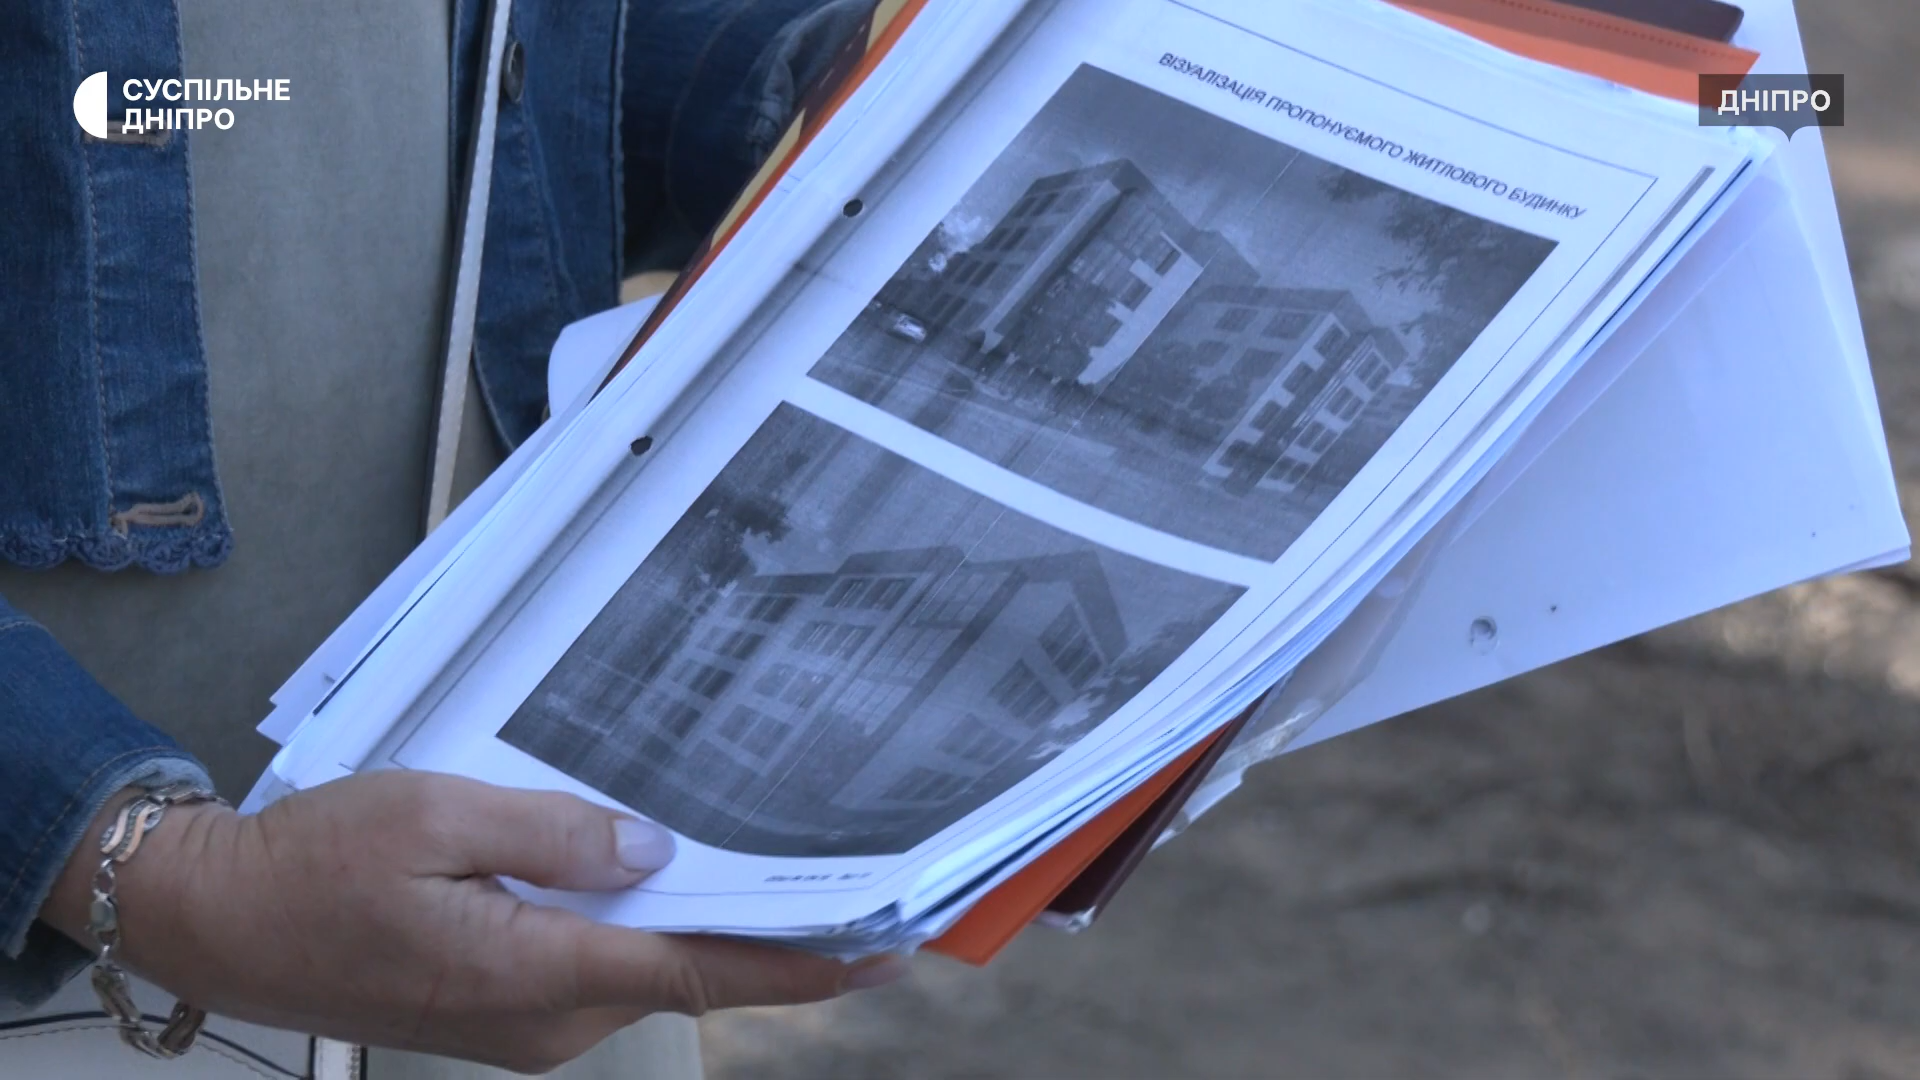 СУСПІЛЬНЕ
ДНІПРО
ДНІПРО
ВІЗУАЛІЗАЦІЯ ПРОПОНУЄМОГО ЖИТЛОВОГО БУДИНКУ